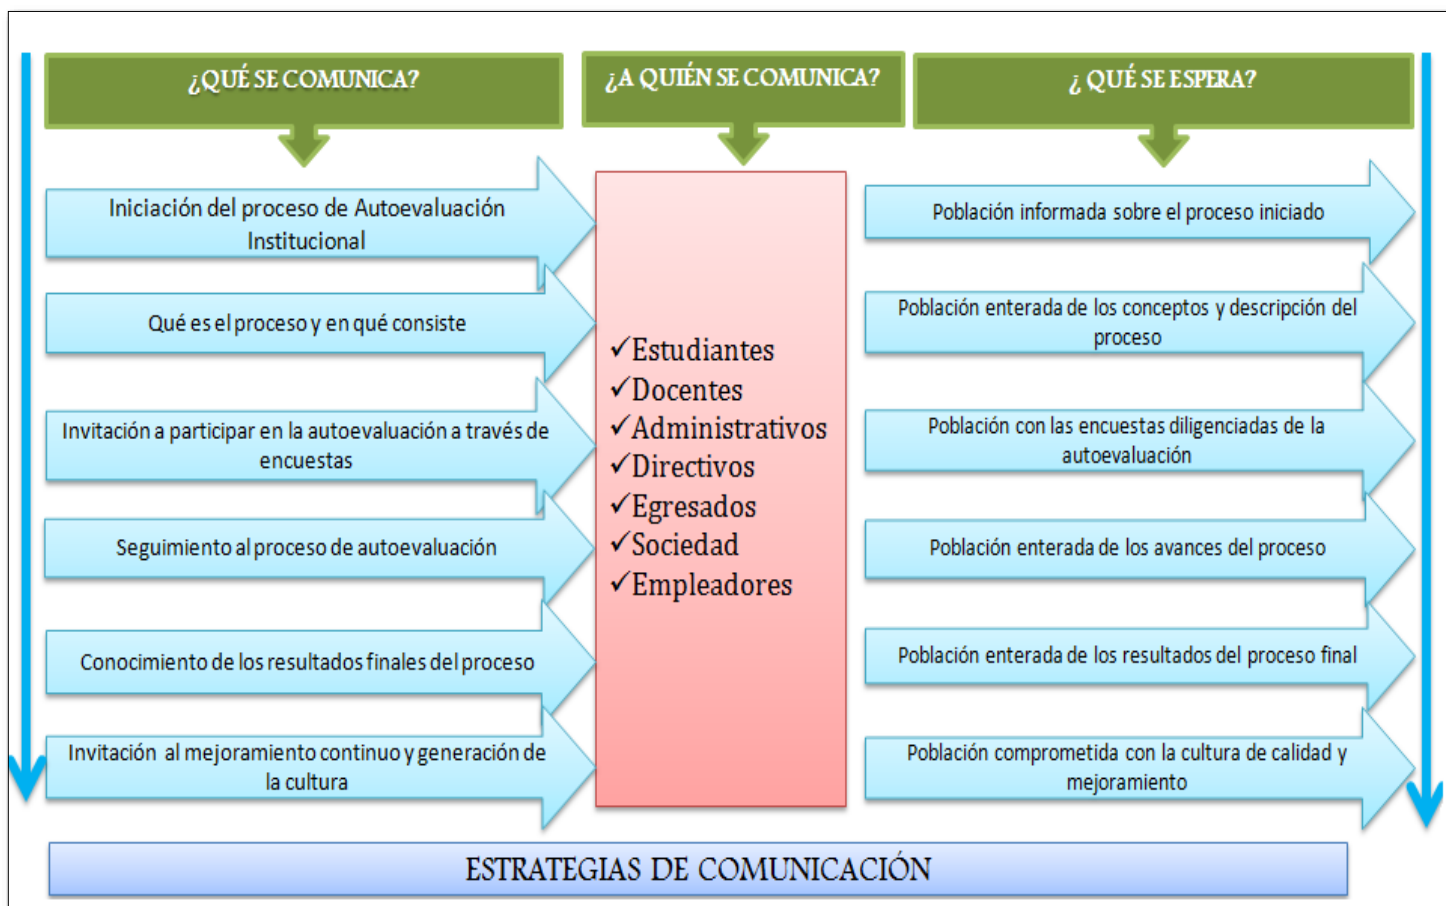 ¿QUÉ SE COMUNICA?
Iniciación del proceso de Autoevaluación
Institucional
Qué es el proceso y en qué consiste
Invitación a participar en la autoevaluación a través de
encuestas
Seguimiento al proceso de autoevaluación
Conocimiento de los resultados finales del proceso
Invitación al mejoramiento continuo y generación de
la cultura
¿A QUIÉN SE COMUNICA?
✓Estudiantes
✓Docentes
✓Administrativos
✓Directivos
✓Egresados
✓Sociedad
✓Empleadores
¿ QUÉ SE ESPERA?
Población informada sobre el proceso iniciado
Población enterada de los conceptos y descripción del
proceso
Población con las encuestas diligenciadas de la
autoevaluación
Población enterada de los avances del proceso
Población enterada de los resultados del proceso final
Población comprometida con la cultura de calidad y
mejoramiento
ESTRATEGIAS DE COMUNICACIÓN